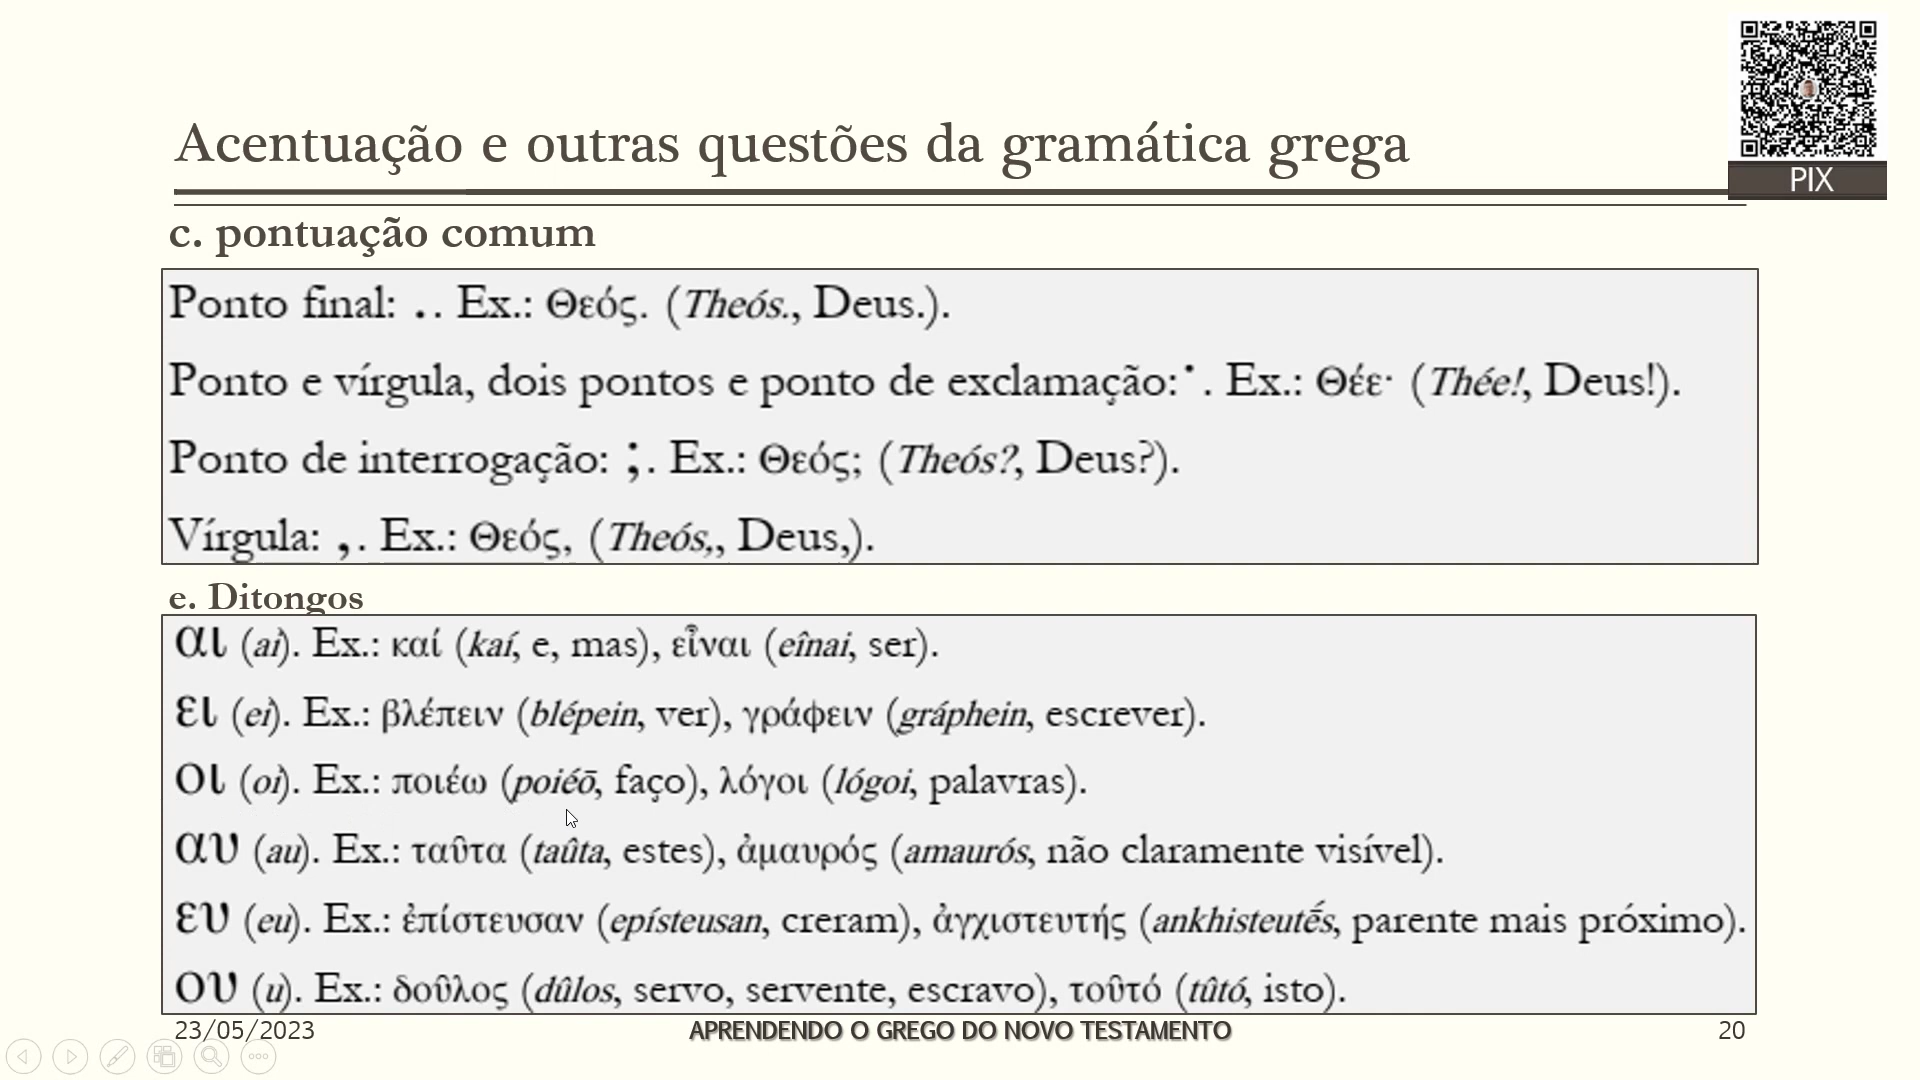 PIX
Acentuação e outras questões da gramática grega
c. pontuação comum
Ponto final: . . Ex.: Θεός. (Theós., Deus.).
Ponto e vírgula, dois pontos e ponto de exclamação:˙. Ex.: Θέε· (Thée!, Deus!).
Ponto de interrogação: ;. Ex.: Θεός; (Theós?, Deus?).
Vírgula: ,. Ex.: Θεός, (Theós,, Deus,).
e. Ditongos
αι (ai). Ex.: καί (kaí, e, mas), εἶναι (eînai, ser).
ει (ei). Ex.: βλέπειν (blépein, ver), γράφειν (gráphein, escrever).
οι (oi). Ex.: ποιέω (poiéō, faço), λόγοι (lógoi, palavras).
αυ (au). Ex.: ταῦτα (taûta, estes), ἀμαυρός (amaurós, não claramente visível).
ευ (eu). Ex.: ἐπίστευσαν (epísteusan, creram), ἀγχιστευτής (ankhisteutḗs, parente mais próximo).
ου (u). Ex.: δοῦλος (dûlos, servo, servente, escravo), τοῦτό (tûtó, isto).
23/05/2023 APRENDENDO O GREGO DO NOVO TESTAMENTO 20